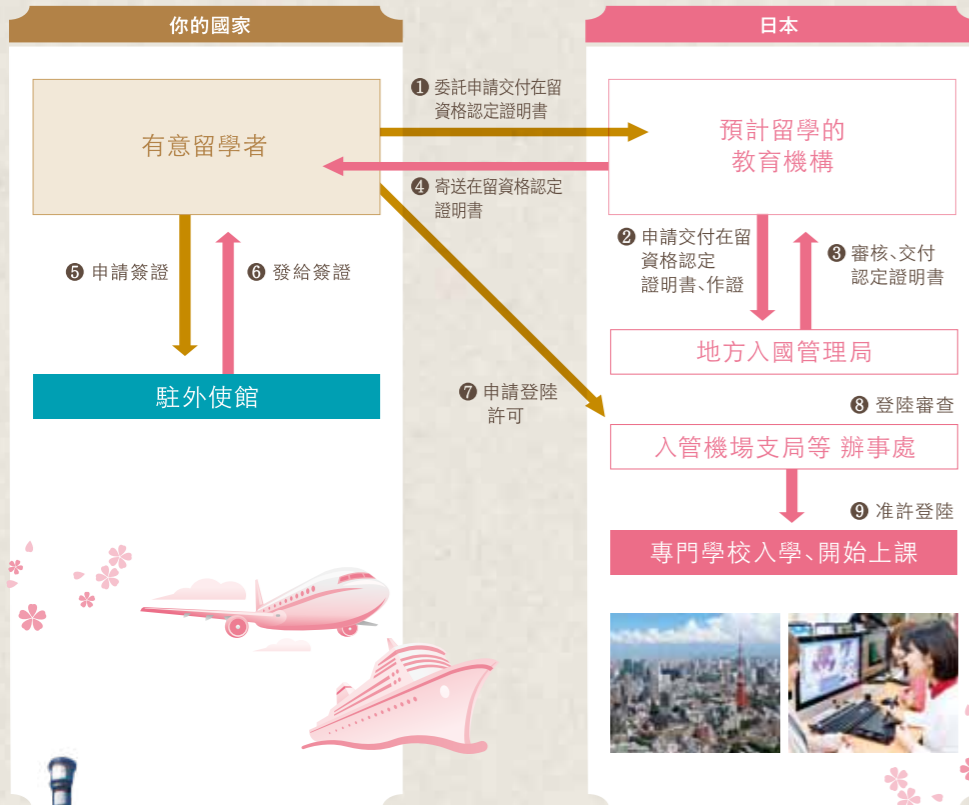 你的國家
日本
❶ 委託申請交付在留
資格認定證明書
有意留學者
預計留學的
教育機構
❹ 寄送在留資格認定
證明書
❷ 申請交付在留
資格認定
證明書、作證
❸ 審核、交付
認定證明書
❺ 申請簽證
❻ 發給簽證
地方入國管理局
駐外使館
❼ 申請登陸
許可
❽ 登陸審查
入管機場支局等 辦事處
❾ 准許登陸
專門學校入學、開始上課